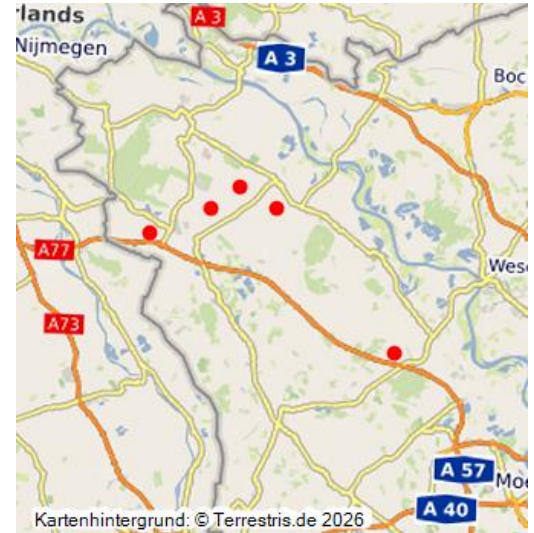 rlands
A 3
Nijmegen
A 3
Boc
A77
Wese
A73
A 57
Moe
A 40
Kartenhintergrund: © Terrestris.de 2026